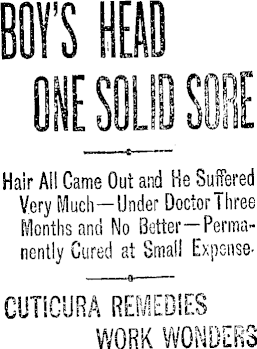 BOY'S HEAD
ONE SOLID SORE
Hair All Came Out and He Suffered
Very Much—Under Doctor Three
Months and No Better—Perma-
nently Cured at Small Expense.
CUTICURA REMEDIES
WORK WONDERS